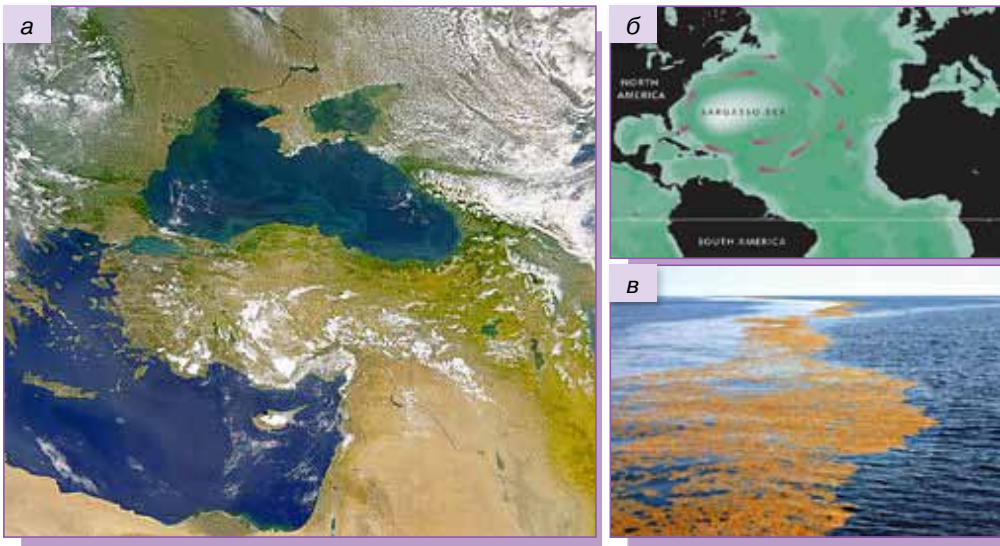 а
б
NORTH
AMERICA
SARGASSO SEA
SOUTH AMERICA
в